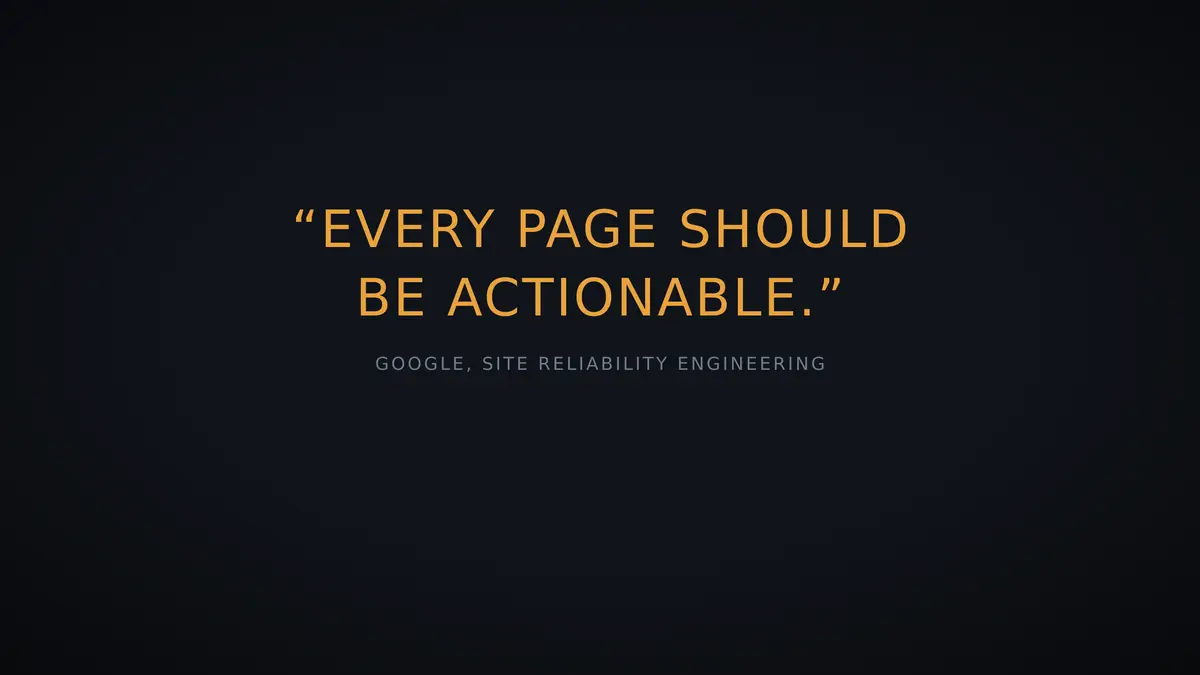 “EVERY PAGE SHOULD
BE ACTIONABLE.”
GOOGLE, SITE RELIABILITY ENGINEERING